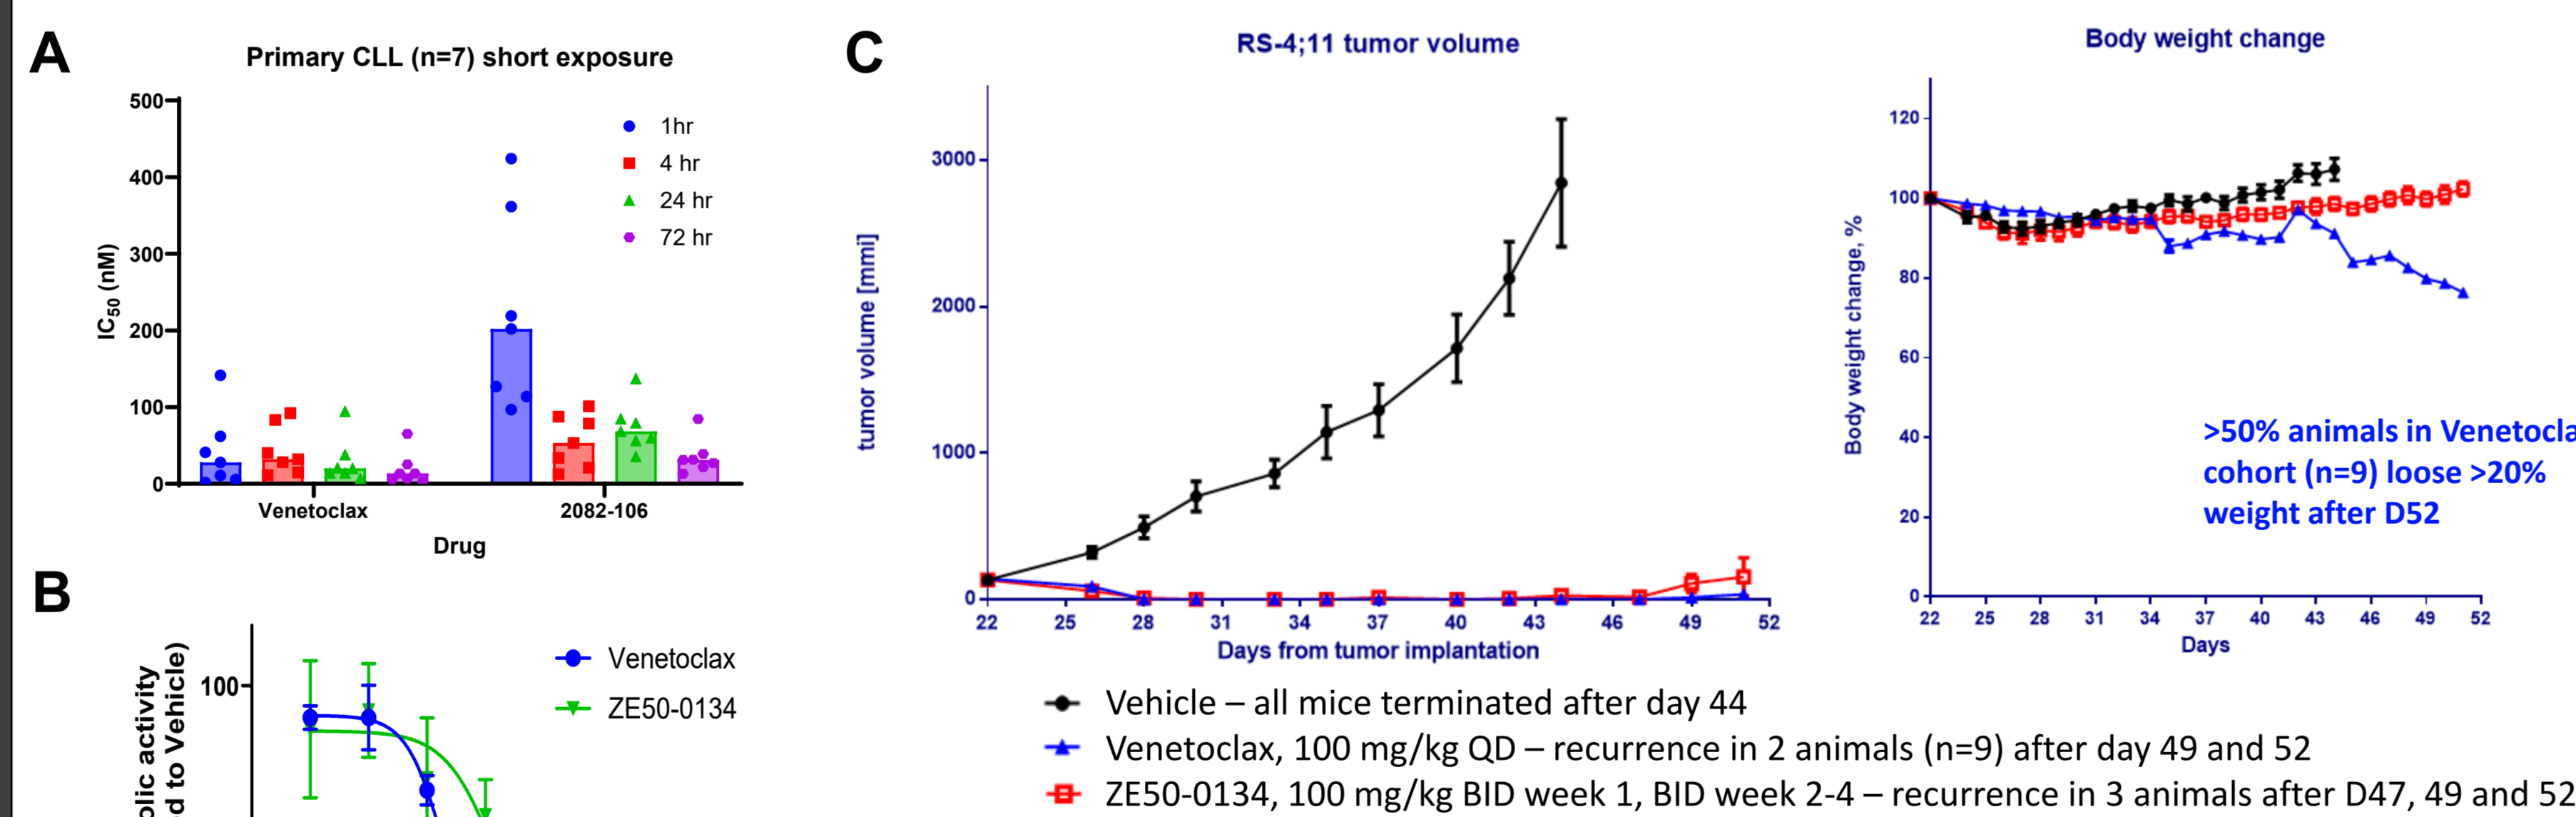 A
Primary CLL (n=7) short exposure
500
400
300
200
100
0
IC50 (nM)
1hr
4 hr
24 hr
72 hr
Venetoclax
2082-106
Drug
B
100
Venetoclax
ZE50-0134
activity
to Vehicle)
C
RS-4;11 tumor volume
3000
2000
1000
0
tumor volume [mmi]
22 25 28 31 34 37 40 43 46 49 52
Days from tumor implantation
Body weight change
120
100
80
60
40
20
0
Body weight change, %
22 25 28 31 34 37 40 43 46 49 52
Days
>50% animals in Venetocla
cohort (n=9) loose >20%
weight after D52
Vehicle – all mice terminated after day 44
Venetoclax, 100 mg/kg QD – recurrence in 2 animals (n=9) after day 49 and 52
ZE50-0134, 100 mg/kg BID week 1, BID week 2-4 – recurrence in 3 animals after D47, 49 and 52